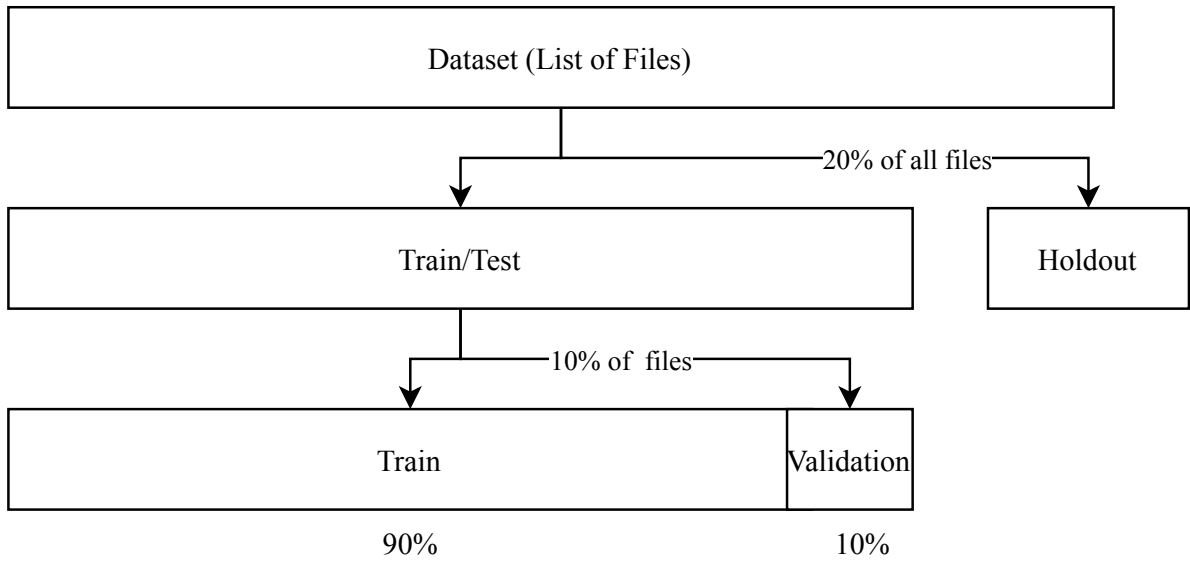 Dataset (List of Files)
20% of all files
Train/Test
Holdout
10% of  files
Train
Validation
90%
10%